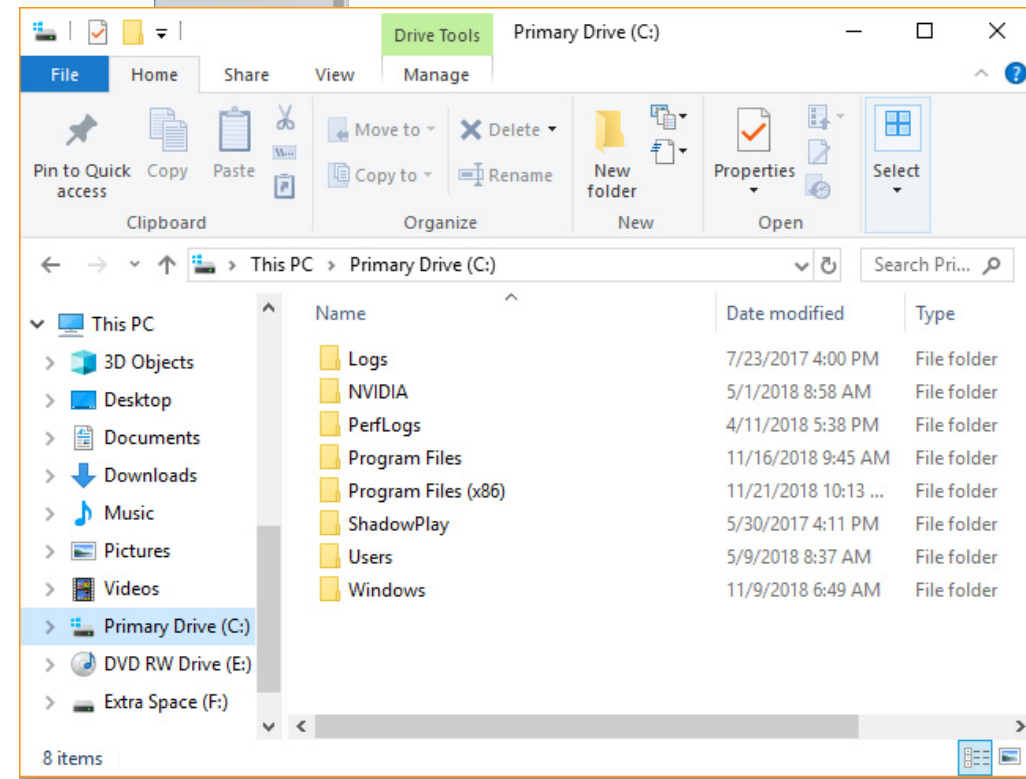 Drive Tools Primary Drive (C:)
File Home Share View Manage
Pin to Quick access Copy Paste
Move to Delete
Copy to Rename
New folder
Properties
Select
Clipboard Organize New Open
This PC > Primary Drive (C:) Search Pri...
Name Date modified Type
This PC
3D Objects
Desktop
Documents
Downloads
Music
Pictures
Videos
Primary Drive (C:)
DVD RW Drive (E:)
Extra Space (F:)
Logs 7/23/2017 4:00 PM File folder
NVIDIA 5/1/2018 8:58 AM File folder
PerfLogs 4/11/2018 5:38 PM File folder
Program Files 11/16/2018 9:45 AM File folder
Program Files (x86) 11/21/2018 10:13 ... File folder
ShadowPlay 5/30/2017 4:11 PM File folder
Users 5/9/2018 8:37 AM File folder
Windows 11/9/2018 6:49 AM File folder
8 items